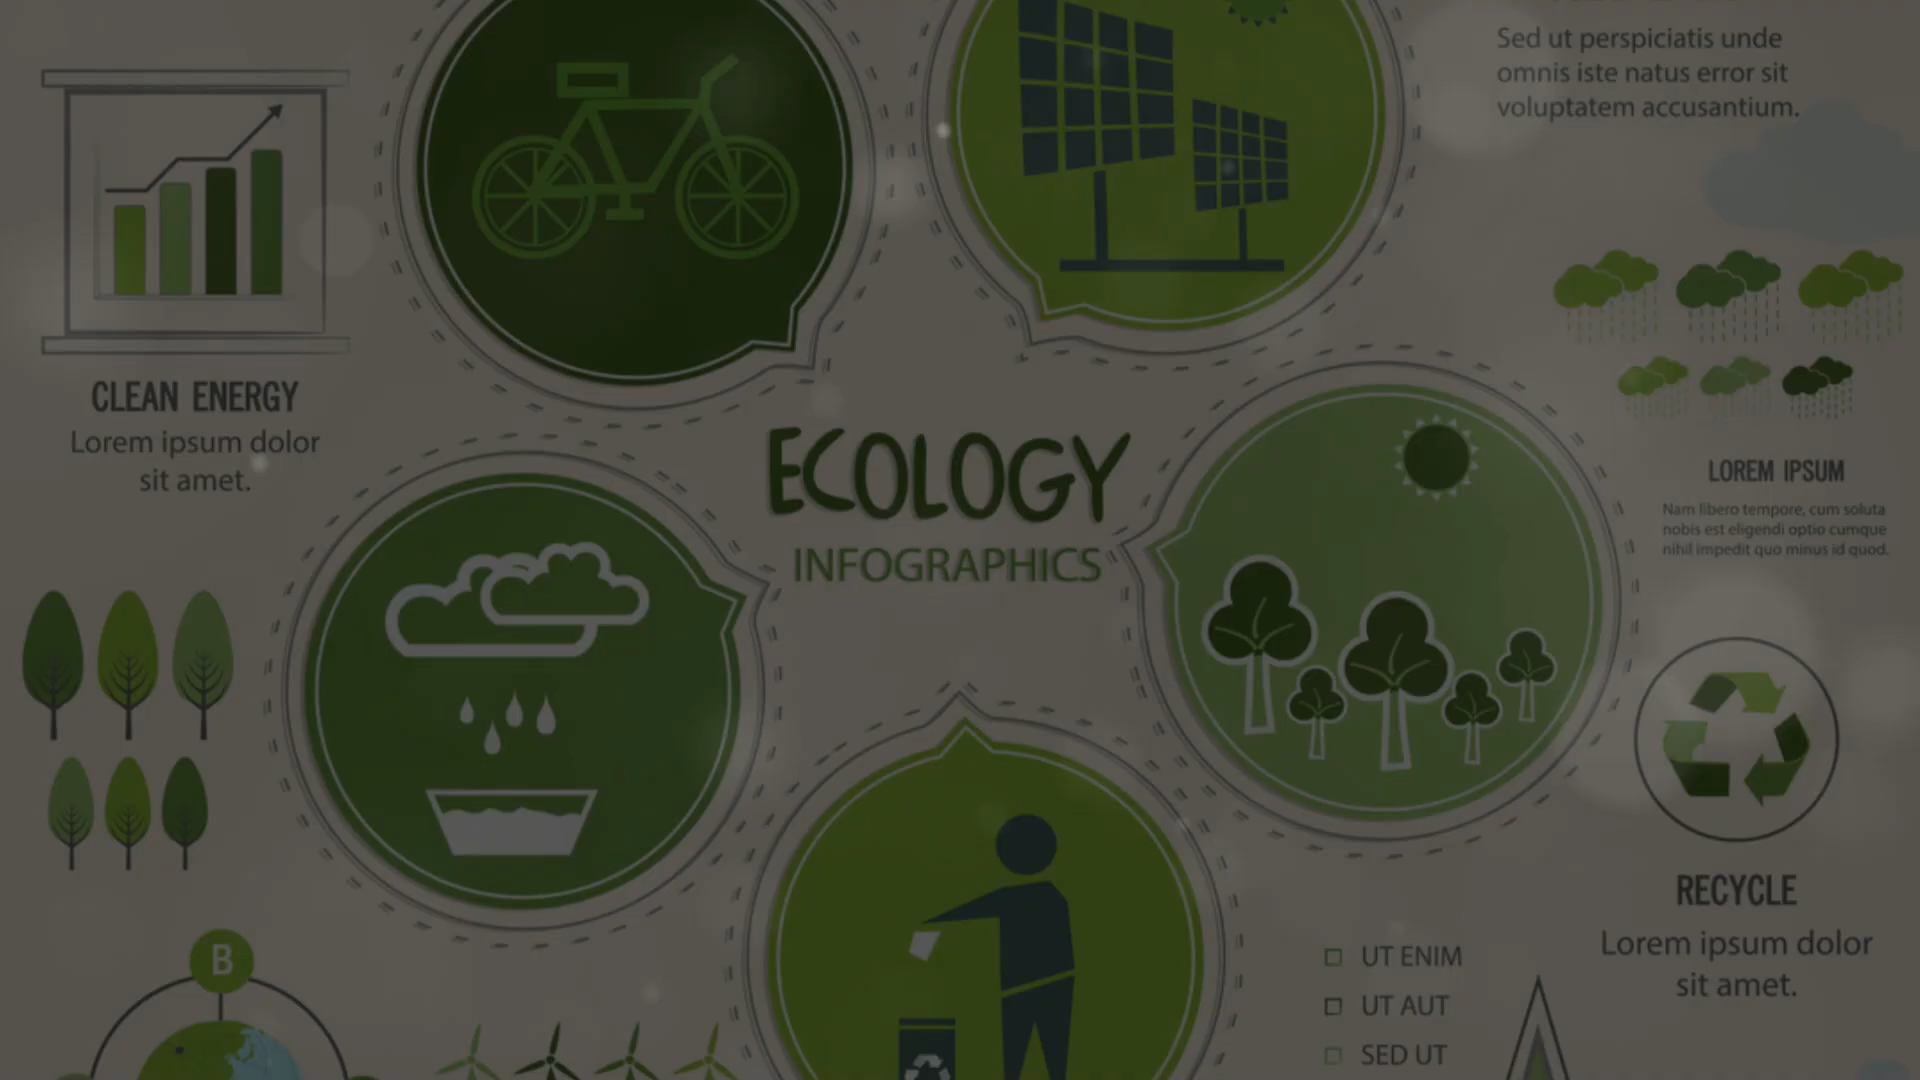 Sed ut perspiciatis unde
omnis iste natus error sit
voluptatem accusantium.
CLEAN ENERGY
Lorem ipsum dolor
sit amet.
ECOLOGY
INFOGRAPHICS
LOREM IPSUM
Nam libero tempore, cum soluta
nobis est eligendi optio cumque
nihil impedit quo minus id quod.
RECYCLE
Lorem ipsum dolor
sit amet.
B
UT ENIM
UT AUT
SED UT